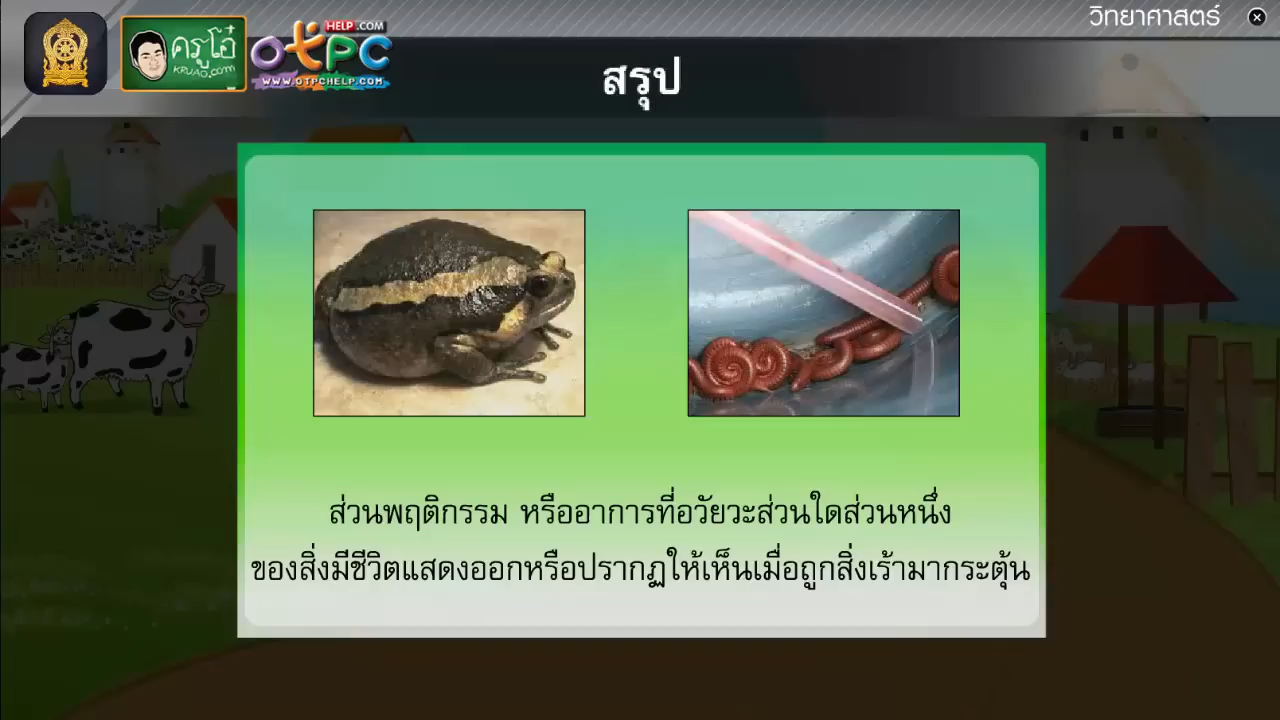 วิทยาศาสตร์
ครูโอ๋
KRUAO.com
OTPC
HELP.COM
WWW.OTPCHELP.COM
สรุป
ส่วนพฤติกรรม หรืออาการที่อวัยวะส่วนใดส่วนหนึ่ง
ของสิ่งมีชีวิตแสดงออกหรือปรากฏให้เห็นเมื่อถูกสิ่งเร้ามากระตุ้น